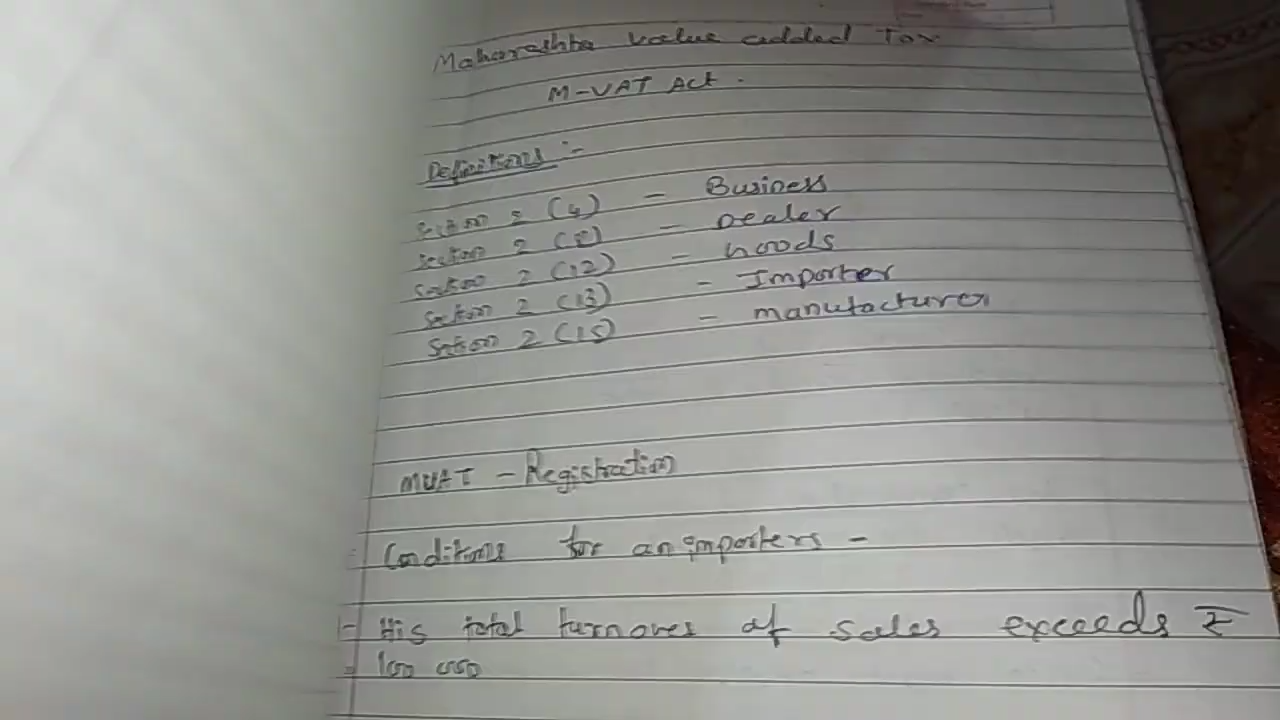 Maharashtra Value added Tax
M-VAT Act.
Definitions :-
Section 2 (4) - Business
Section 2 (8) - Dealer
Section 2 (12) - Goods
Section 2 (13) - Importer
Section 2 (15) - manufacturer
MVAT - Registration
Conditions for an importers -
His total turnover of sales exceeds ₹
100 000